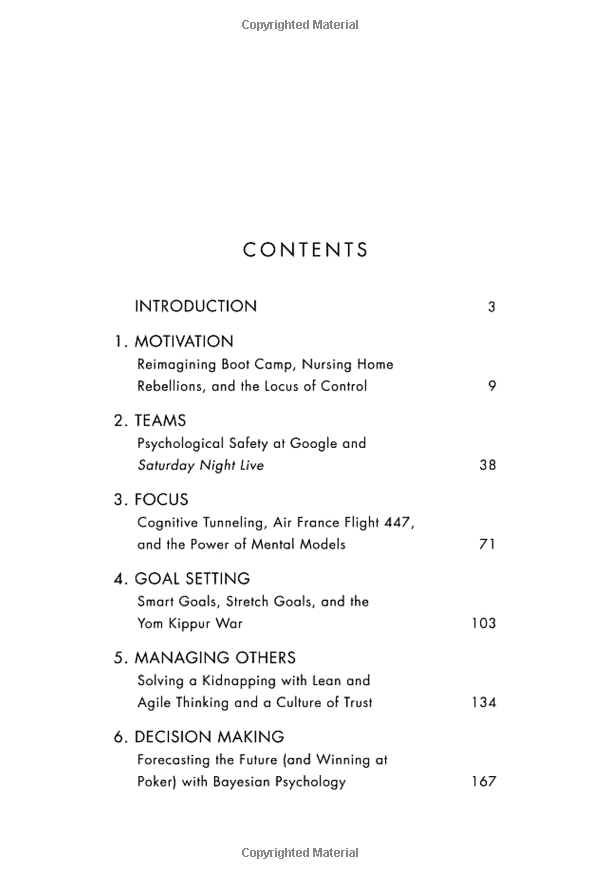 Copyrighted Material
CONTENTS
INTRODUCTION 3
1. MOTIVATION
Reimagining Boot Camp, Nursing Home
Rebellions, and the Locus of Control 9
2. TEAMS
Psychological Safety at Google and
Saturday Night Live 38
3. FOCUS
Cognitive Tunneling, Air France Flight 447,
and the Power of Mental Models 71
4. GOAL SETTING
Smart Goals, Stretch Goals, and the
Yom Kippur War 103
5. MANAGING OTHERS
Solving a Kidnapping with Lean and
Agile Thinking and a Culture of Trust 134
6. DECISION MAKING
Forecasting the Future (and Winning at
Poker) with Bayesian Psychology 167
Copyrighted Material